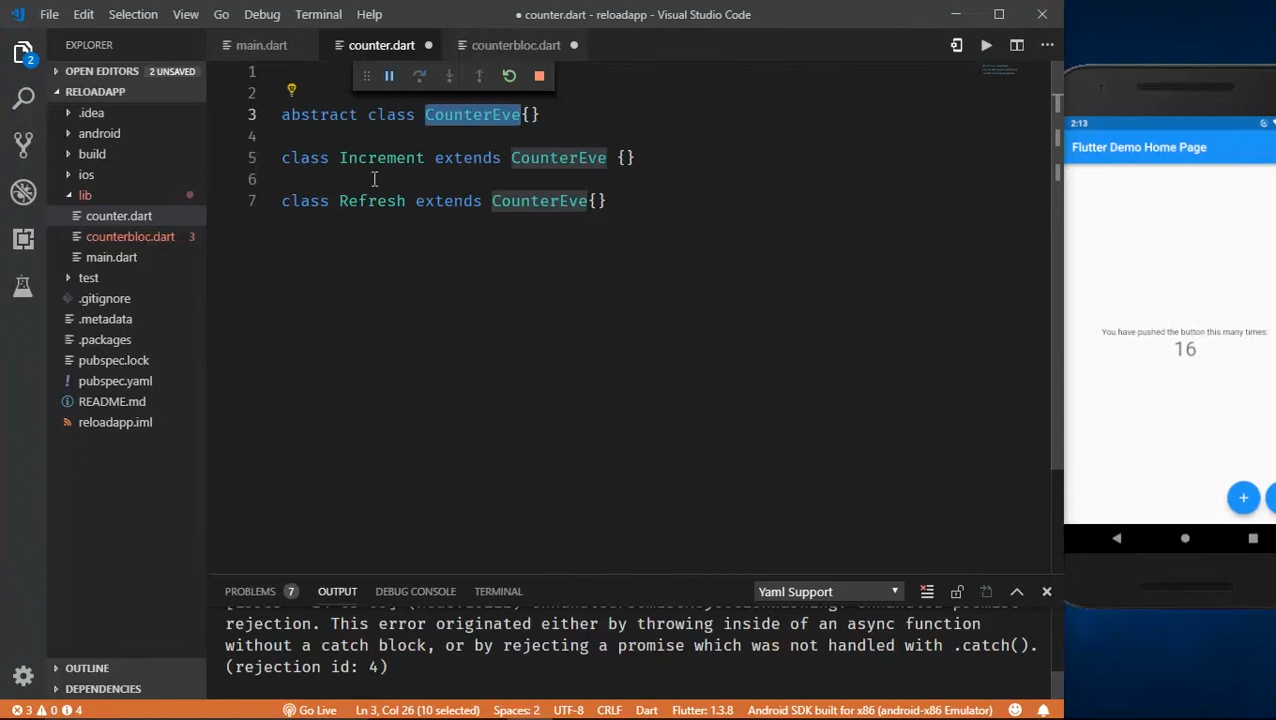 File Edit Selection View Go Debug Terminal Help
● counter.dart - reloadapp - Visual Studio Code
2
EXPLORER
OPEN EDITORS 2 UNSAVED
RELOADAPP
.idea
android
build
ios
lib
counter.dart
counterbloc.dart 3
main.dart
test
.gitignore
.metadata
.packages
pubspec.lock
pubspec.yaml
README.md
reloadapp.iml
OUTLINE
DEPENDENCIES
main.dart counter.dart counterbloc.dart
1
2
3 abstract class CounterEve{}
4
5 class Increment extends CounterEve {}
6
7 class Refresh extends CounterEve{}
PROBLEMS 7 OUTPUT DEBUG CONSOLE TERMINAL Yaml Support
rejection. This error originated either by throwing inside of an async function
without a catch block, or by rejecting a promise which was not handled with .catch().
(rejection id: 4)
3 0 4 Go Live Ln 3, Col 26 (10 selected) Spaces: 2 UTF-8 CRLF Dart Flutter: 1.3.8 Android SDK built for x86 (android-x86 Emulator)
2:13
Flutter Demo Home Page
You have pushed the button this many times:
16